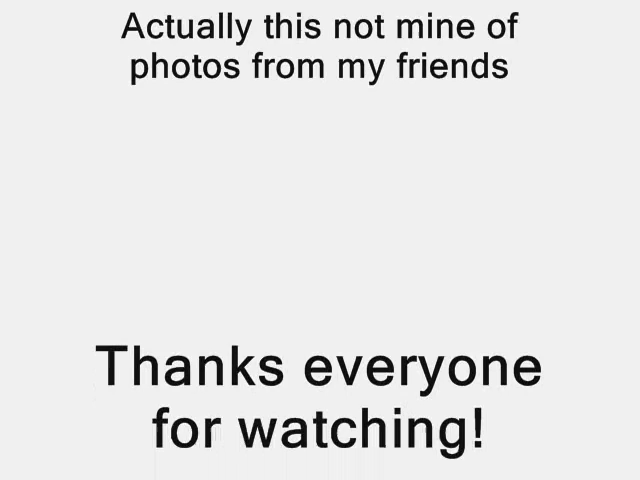 Actually this not mine of
photos from my friends
Thanks everyone
for watching!